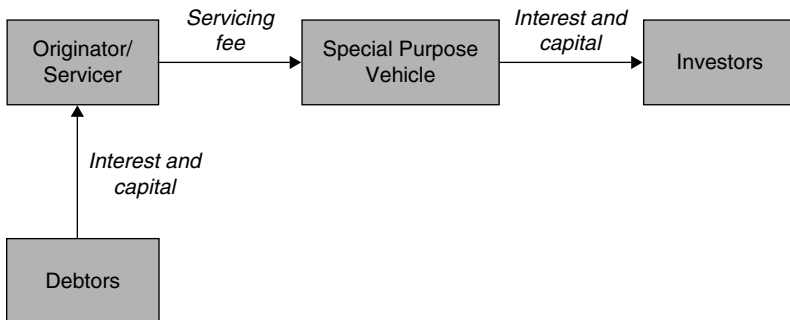 Originator/
Servicer
Servicing
fee
Special Purpose
Vehicle
Interest and
capital
Investors
Interest and
capital
Debtors